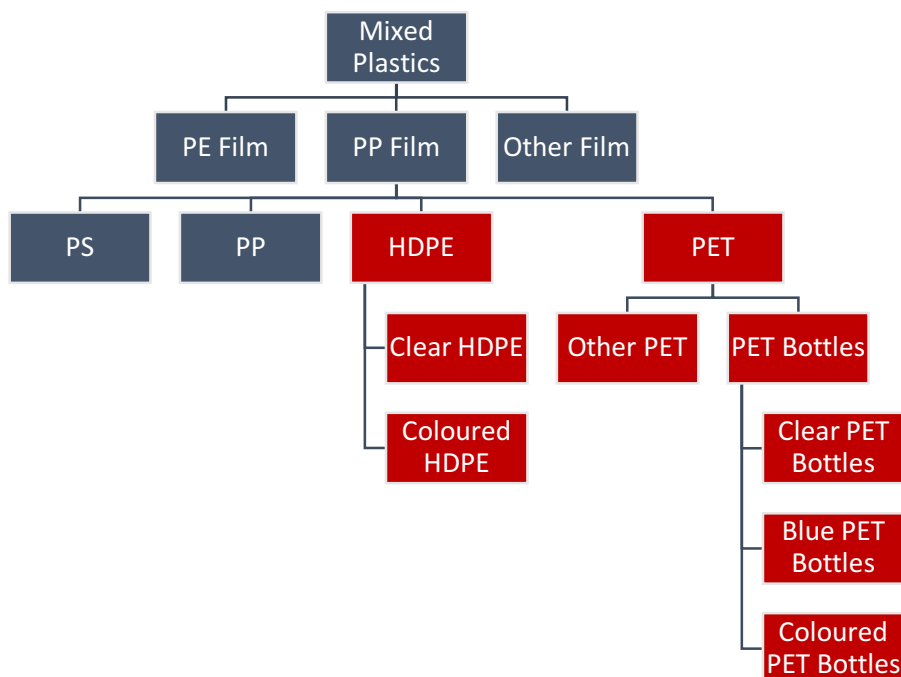 Mixed
Plastics
PE Film
PP Film
Other Film
PS
PP
HDPE
PET
Clear HDPE
Other PET
PET Bottles
Coloured
HDPE
Clear PET
Bottles
Blue PET
Bottles
Coloured
PET Bottles